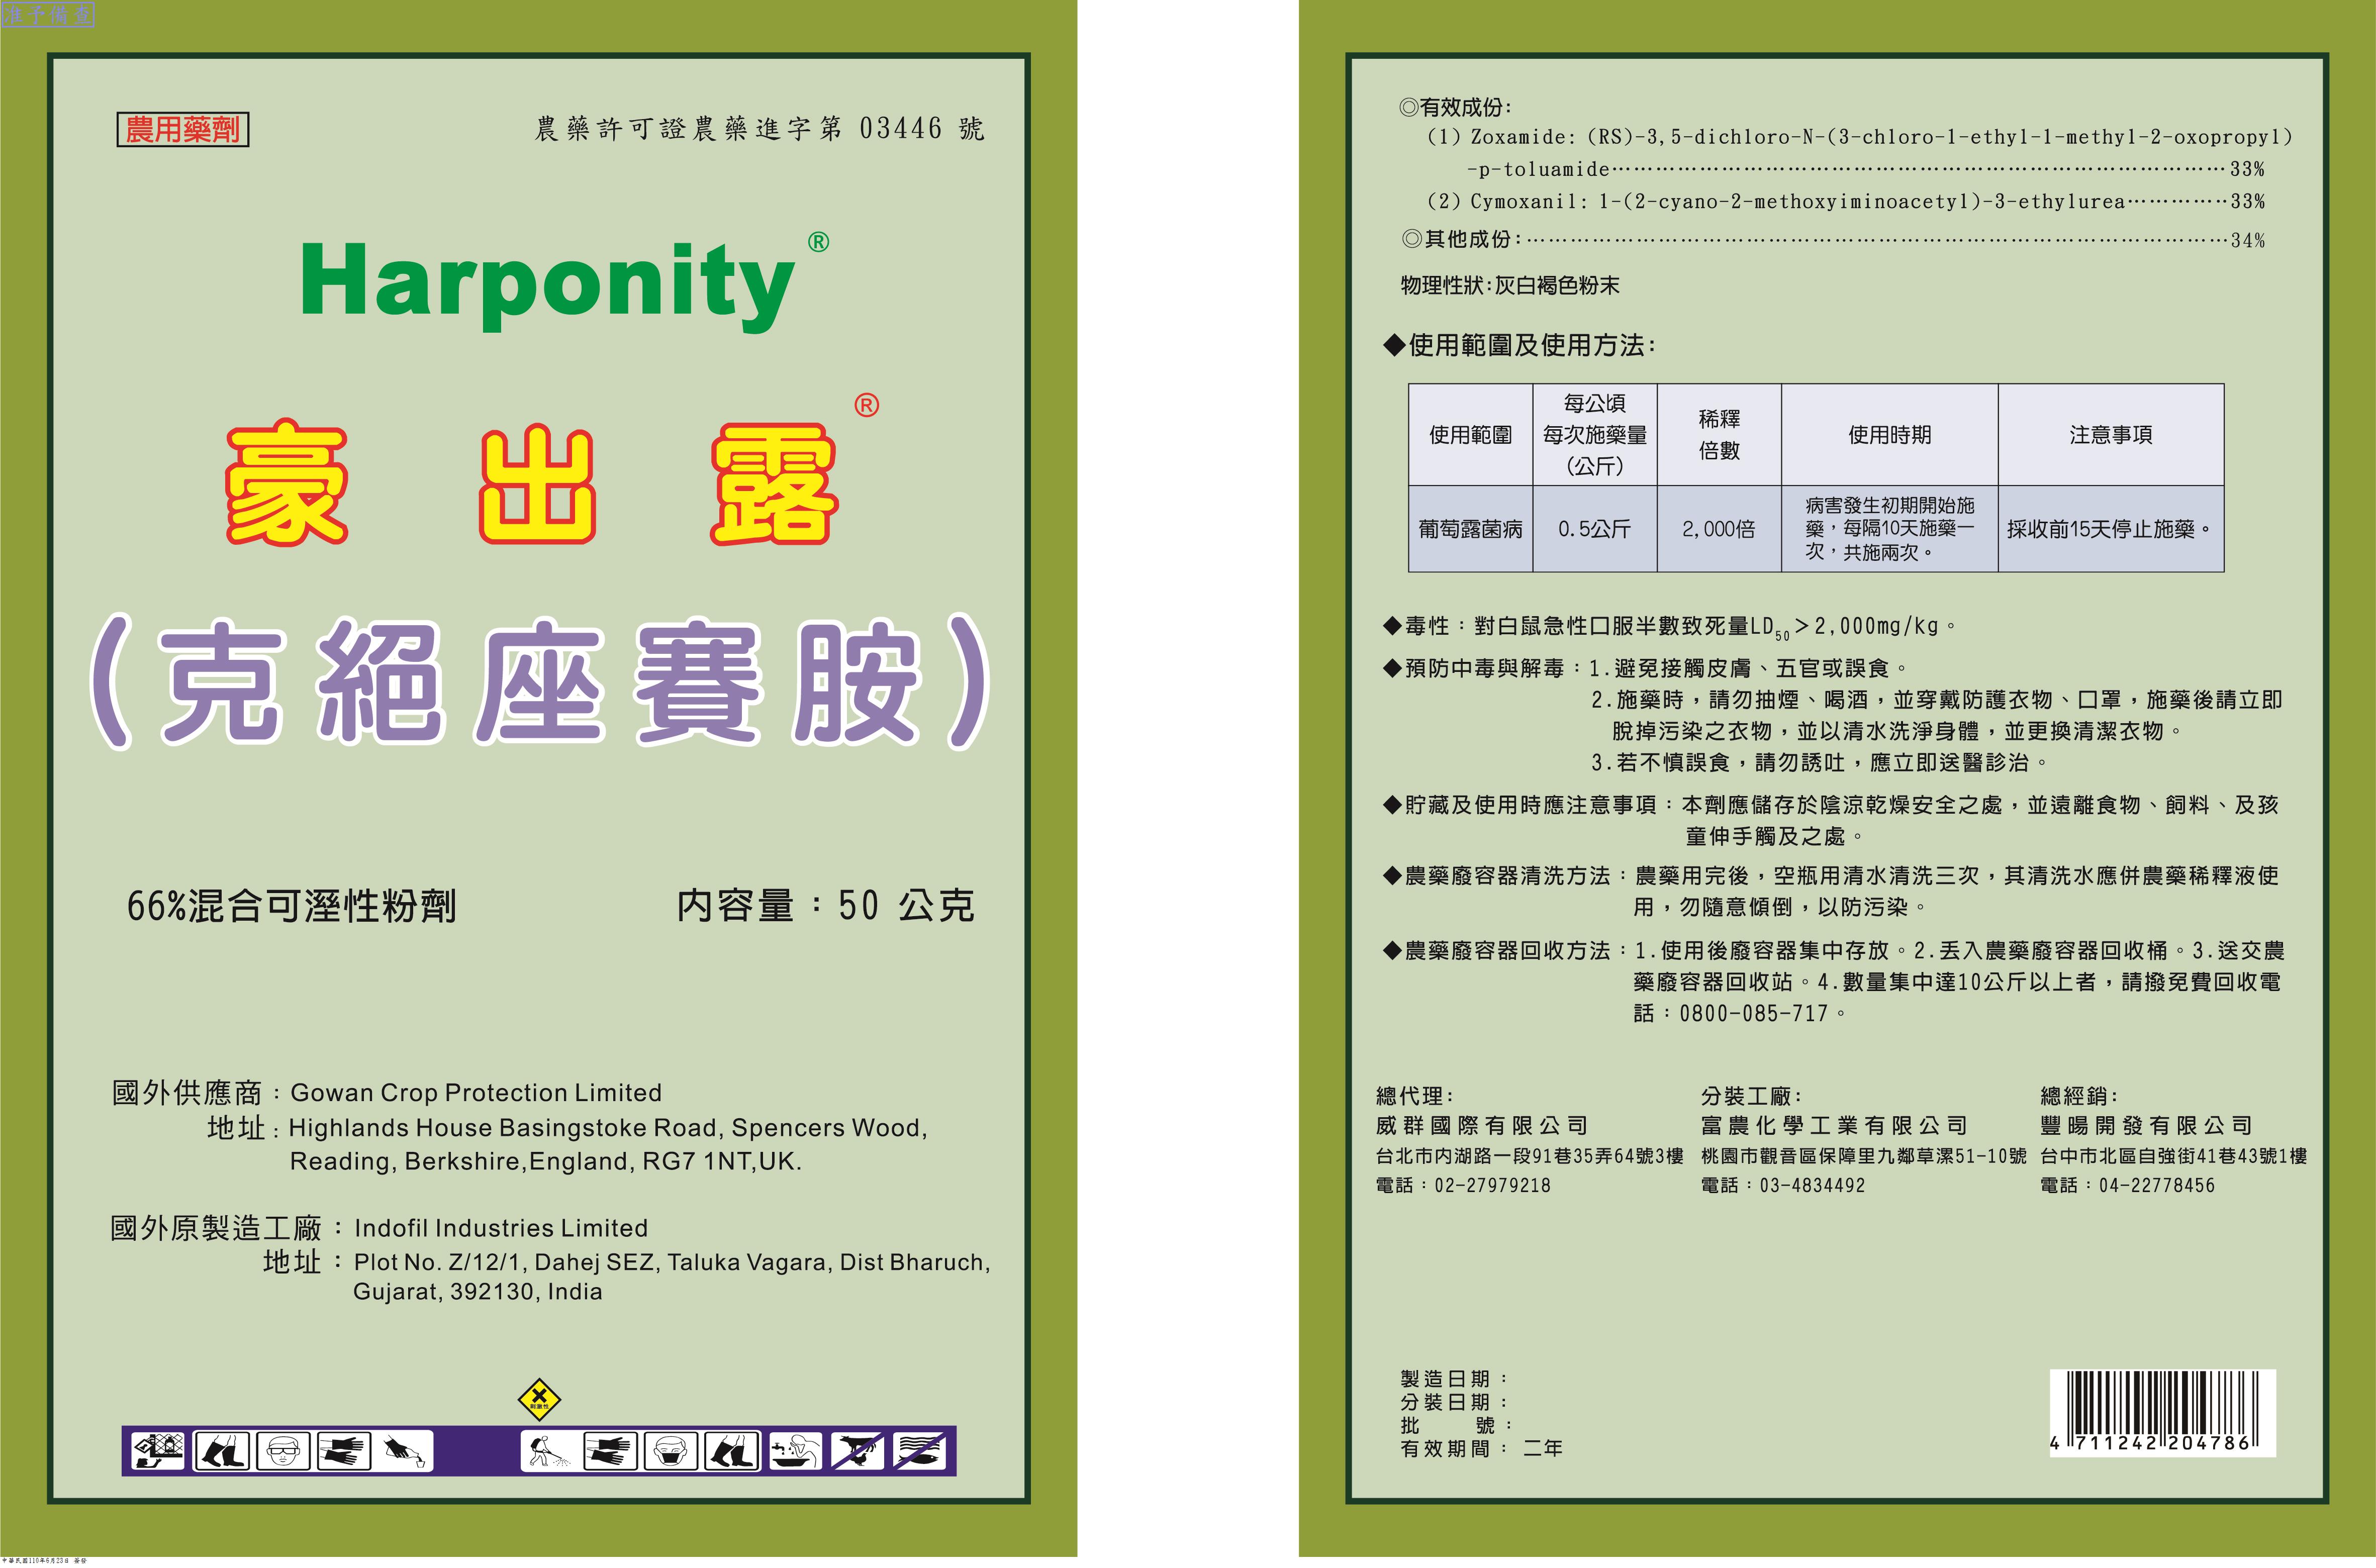 准予備查
農用藥劑
農藥許可證農藥進字第 03446 號
Harponity®
豪出露®
(克絕座賽胺)
66%混合可溼性粉劑
內容量：50 公克
國外供應商：Gowan Crop Protection Limited
地址：Highlands House Basingstoke Road, Spencers Wood,
Reading, Berkshire,England, RG7 1NT,UK.
國外原製造工廠：Indofil Industries Limited
地址：Plot No. Z/12/1, Dahej SEZ, Taluka Vagara, Dist Bharuch,
Gujarat, 392130, India
刺激性
中華民國110年6月23日 簽發
◎有效成份:
(1) Zoxamide: (RS)-3,5-dichloro-N-(3-chloro-1-ethyl-1-methyl-2-oxopropyl)
-p-toluamide……………………………………………………………………33%
(2) Cymoxanil: 1-(2-cyano-2-methoxyiminoacetyl)-3-ethylurea…………33%
◎其他成份:………………………………………………………………………………34%
物理性狀:灰白褐色粉末
◆使用範圍及使用方法:
使用範圍 每公頃每次施藥量(公斤) 稀釋倍數 使用時期 注意事項
葡萄露菌病 0.5公斤 2,000倍 病害發生初期開始施藥，每隔10天施藥一次，共施兩次。 採收前15天停止施藥。
◆毒性：對白鼠急性口服半數致死量LD50＞2,000mg/kg。
◆預防中毒與解毒：1.避免接觸皮膚、五官或誤食。
2.施藥時，請勿抽煙、喝酒，並穿戴防護衣物、口罩，施藥後請立即
脫掉污染之衣物，並以清水洗淨身體，並更換清潔衣物。
3.若不慎誤食，請勿誘吐，應立即送醫診治。
◆貯藏及使用時應注意事項：本劑應儲存於陰涼乾燥安全之處，並遠離食物、飼料、及孩
童伸手觸及之處。
◆農藥廢容器清洗方法：農藥用完後，空瓶用清水清洗三次，其清洗水應併農藥稀釋液使
用，勿隨意傾倒，以防污染。
◆農藥廢容器回收方法：1.使用後廢容器集中存放。2.丟入農藥廢容器回收桶。3.送交農
藥廢容器回收站。4.數量集中達10公斤以上者，請撥免費回收電
話：0800-085-717。
總代理:
威群國際有限公司
台北市內湖路一段91巷35弄64號3樓
電話：02-27979218
分裝工廠:
富農化學工業有限公司
桃園市觀音區保障里九鄰草漯51-10號
電話：03-4834492
總經銷:
豐暘開發有限公司
台中市北區自強街41巷43號1樓
電話：04-22778456
製造日期：
分裝日期：
批　　號：
有效期間：二年
4 711242 204786